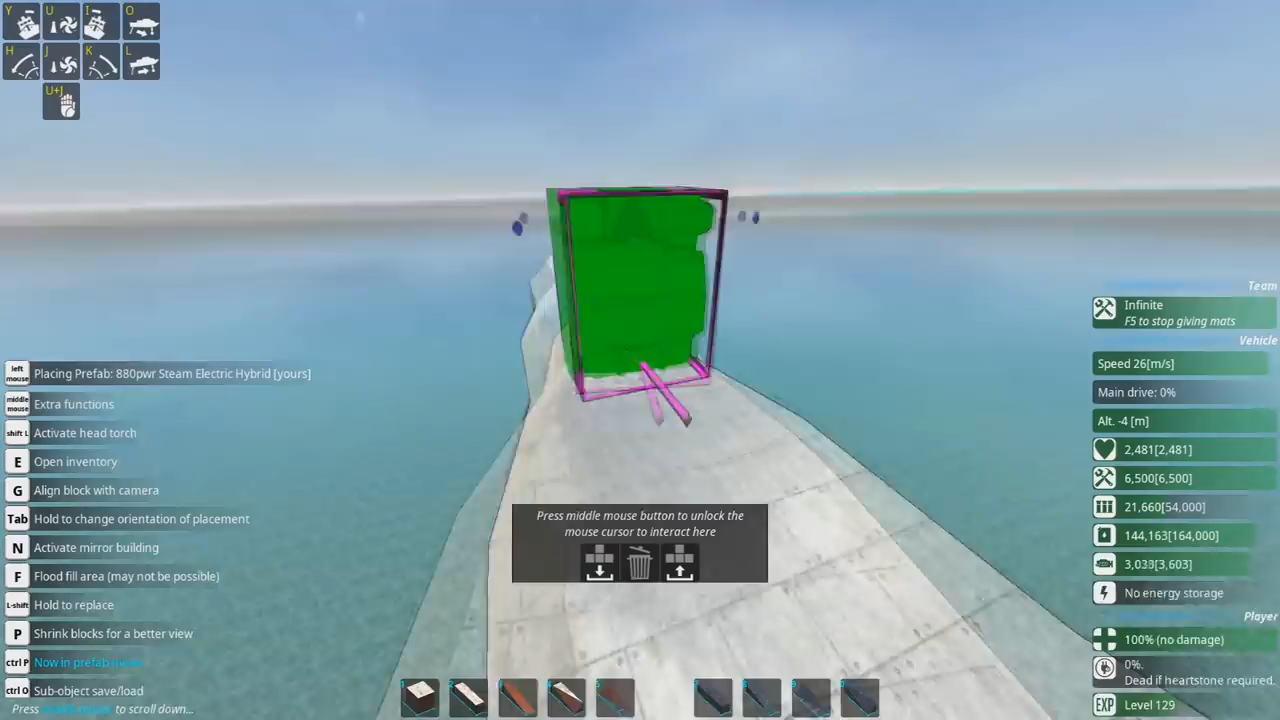 Y
U
I
O
H
J
K
L
U+J
Team
Infinite
F5 to stop giving mats
Vehicle
Speed 26[m/s]
Main drive: 0%
Alt. -4 [m]
2,481[2,481]
6,500[6,500]
21,660[54,000]
144,163[164,000]
3,033[3,603]
No energy storage
Player
100% (no damage)
0%.
Dead if heartstone required.
EXP Level 129
left mouse Placing Prefab: 880pwr Steam Electric Hybrid [yours]
middle mouse Extra functions
shift L Activate head torch
E Open inventory
G Align block with camera
Tab Hold to change orientation of placement
N Activate mirror building
F Flood fill area (may not be possible)
L-shift Hold to replace
P Shrink blocks for a better view
ctrl P Now in prefab
ctrl O Sub-object save/load
Press middle mouse to scroll down...
Press middle mouse button to unlock the
mouse cursor to interact here